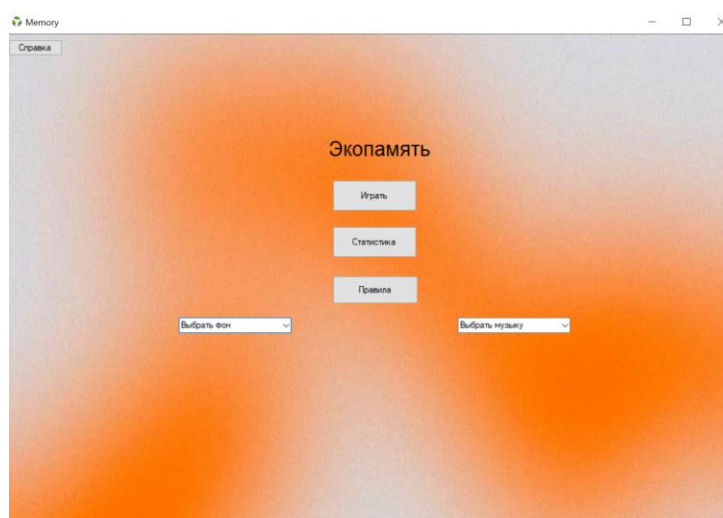 Memory
Справка
Экопамять
Играть
Статистика
Правила
Выбрать фон
Выбрать музыку